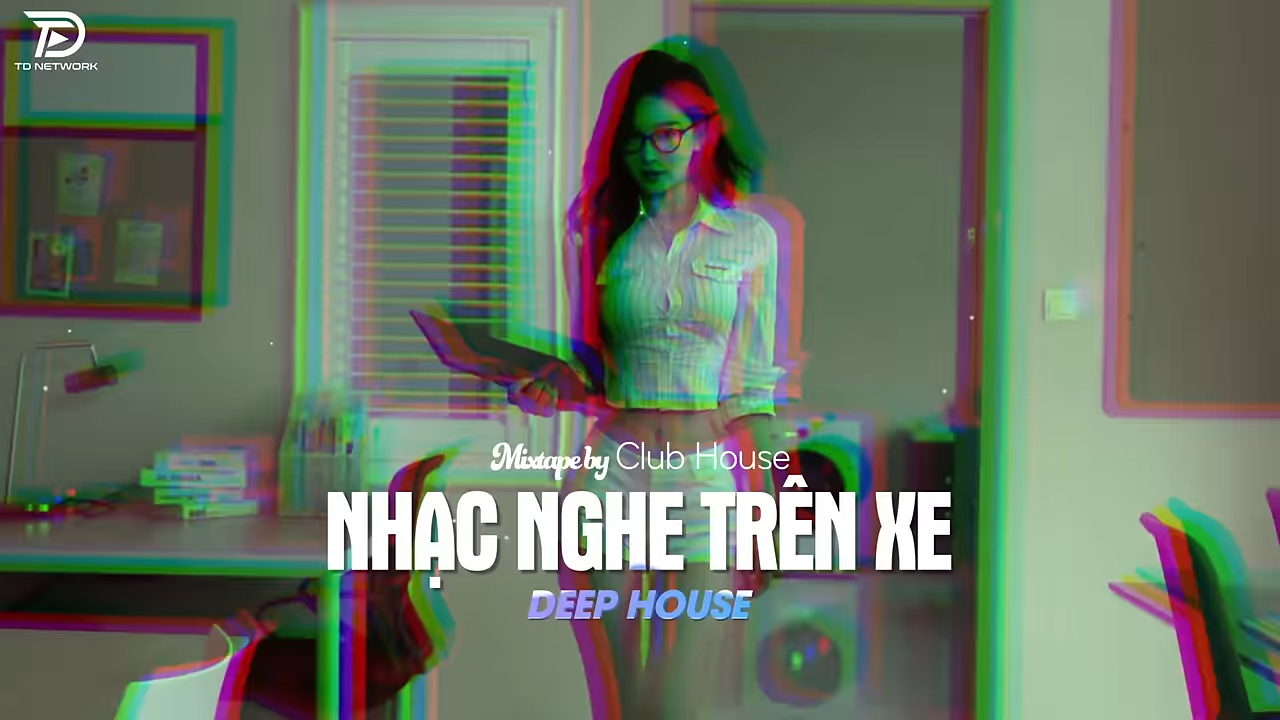 TD NETWORK
Mixtape by Club House
NHẠC NGHE TRÊN XE
DEEP HOUSE